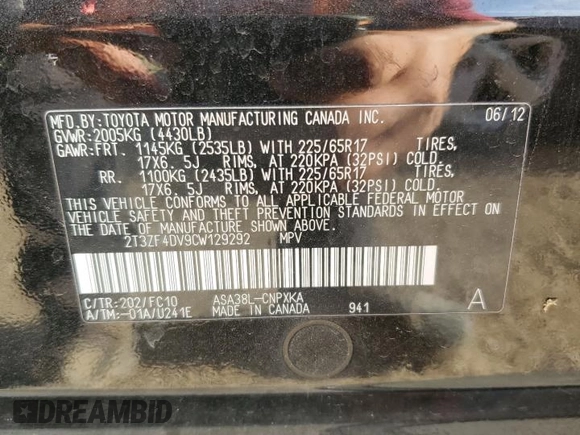 MFD.BY:TOYOTA MOTOR MANUFACTURING CANADA INC. 06/12
GVWR:2005KG (4430LB)
GAWR:FRT. 1145KG (2535LB) WITH 225/65R17 TIRES,
17X6.5J RIMS, AT 220KPA (32PSI) COLD.
RR. 1100KG (2435LB) WITH 225/65R17 TIRES,
17X6.5J RIMS, AT 220KPA (32PSI) COLD.
THIS VEHICLE CONFORMS TO ALL APPLICABLE FEDERAL MOTOR
VEHICLE SAFETY AND THEFT PREVENTION STANDARDS IN EFFECT ON
THE DATE OF MANUFACTURE SHOWN ABOVE.
2T3ZF4DV9CW129292 MPV
C/TR:202/FC10 ASA38L-CNPXKA
A/TM:-01A/U241E MADE IN CANADA 941 A
DREAMBID